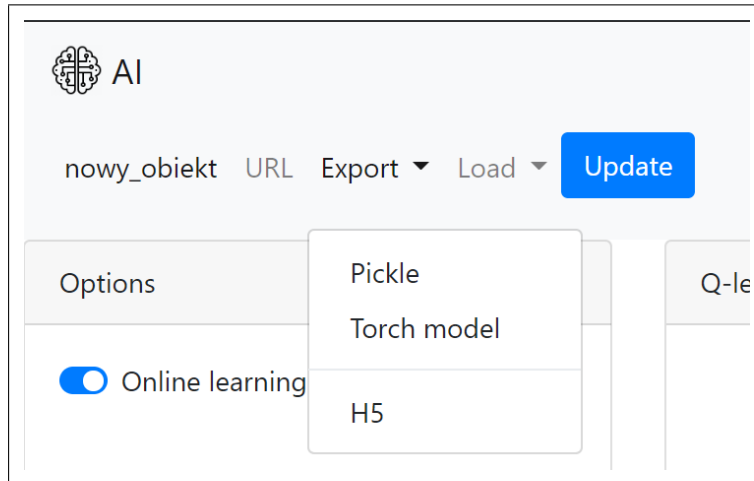 AI
nowy_obiekt URL Export Load Update
Options
Q-le
Pickle
Torch model
Online learning
H5